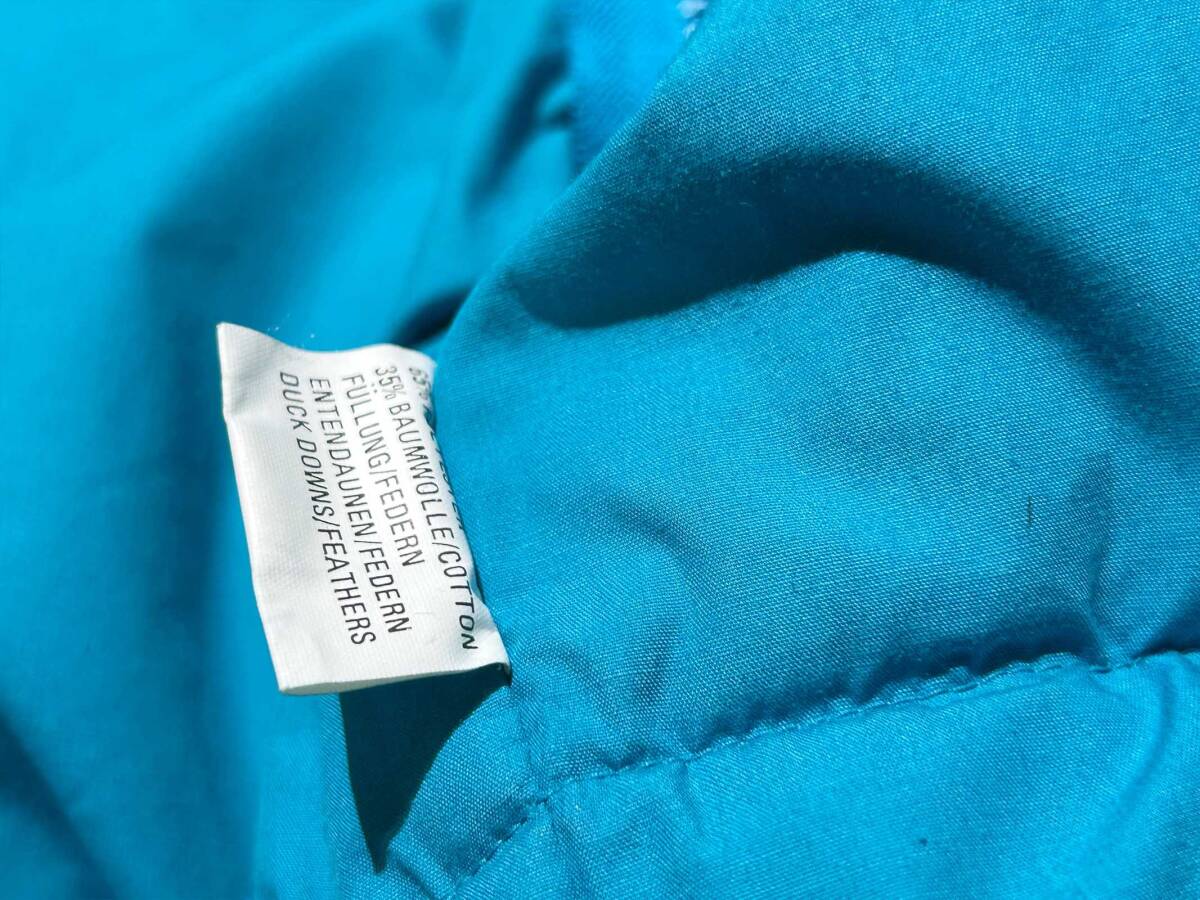 35% BAUMWOLLE/COTTON
FÜLLUNG/FEDERN
ENTENDAUNEN/FEDERN
DUCK DOWNS/FEATHERS